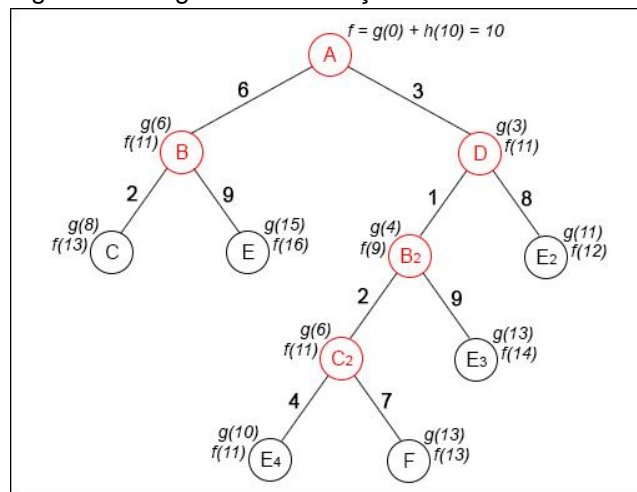 f = g(0) + h(10) = 10
A
6
3
g(6)
f(11)
B
g(3)
f(11)
D
2
9
1
8
g(8)
f(13)
C
g(15)
f(16)
E
g(4)
f(9)
B2
g(11)
f(12)
E2
2
9
g(6)
f(11)
C2
g(13)
f(14)
E3
4
7
g(10)
f(11)
E4
g(13)
f(13)
F